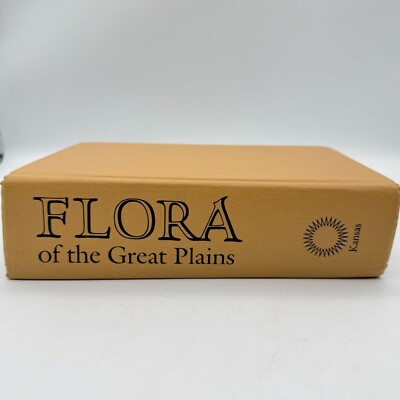 FLORA
of the Great Plains
Kansas